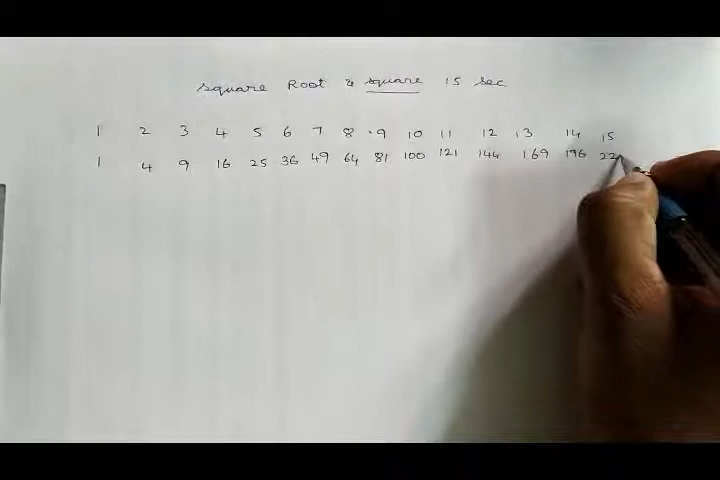 square Root & square 15 sec
1 2 3 4 5 6 7 8 9 10 11 12 13 14 15
1 4 9 16 25 36 49 64 81 100 121 144 169 196 22